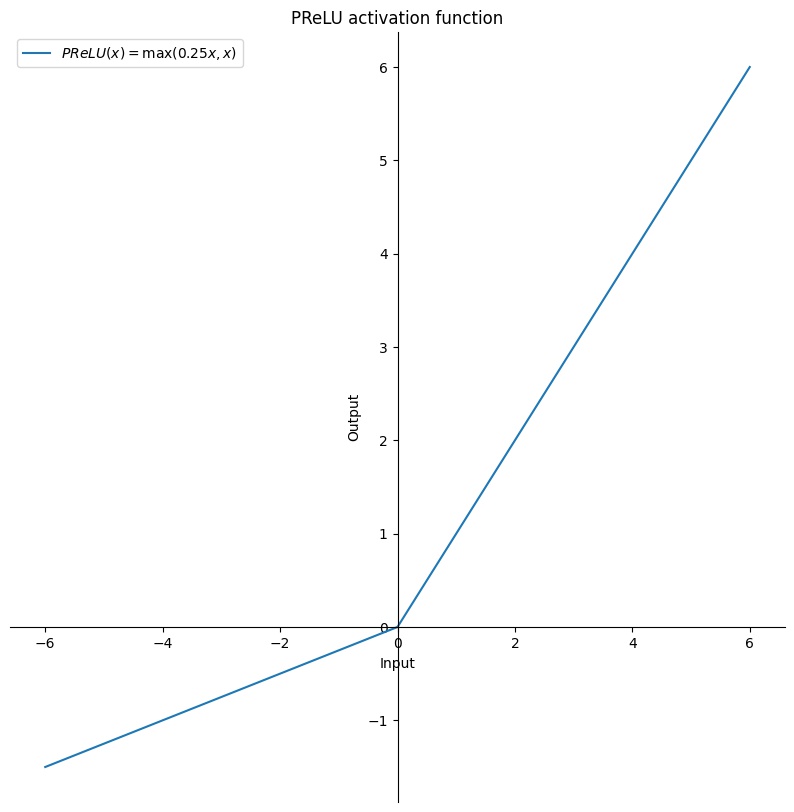 PReLU activation function
PReLU(x) = max(0.25x, x)
6
5
4
3
Output
2
1
0
−6 −4 −2 0 2 4 6
Input
−1